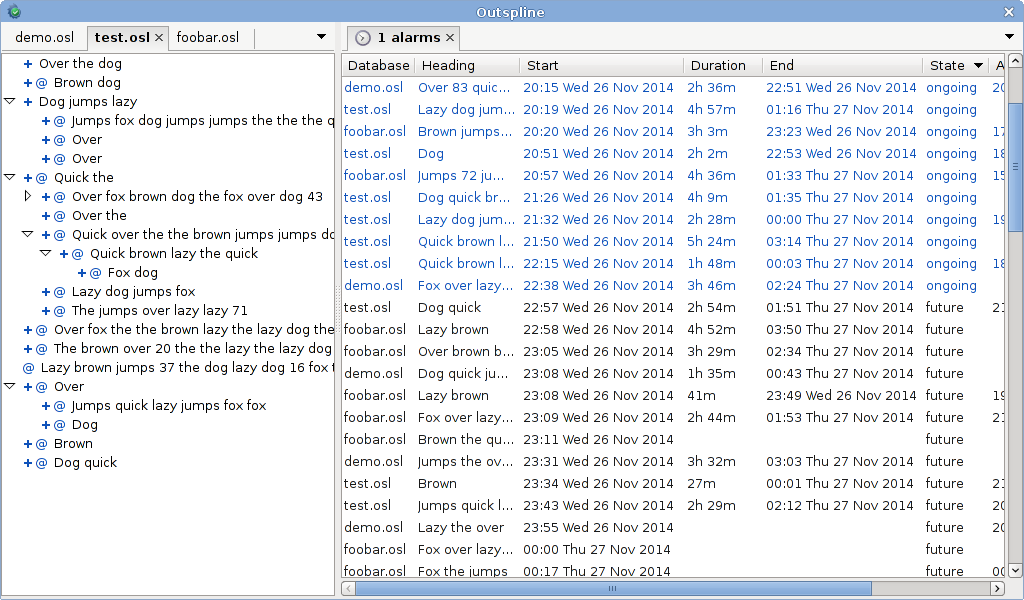 Outspline
demo.osl test.osl foobar.osl
Over the dog
@ Brown dog
Dog jumps lazy
@ Jumps fox dog jumps jumps the the the q
@ Over
@ Over
@ Quick the
@ Over fox brown dog the fox over dog 43
@ Over the
@ Quick over the the brown jumps jumps do
@ Quick brown lazy the quick
@ Fox dog
@ Lazy dog jumps fox
@ The jumps over lazy lazy 71
@ Over fox the the brown lazy the lazy dog the
@ The brown over 20 the the lazy the lazy dog
@ Lazy brown jumps 37 the dog lazy dog 16 fox t
@ Over
@ Jumps quick lazy jumps fox fox
@ Dog
@ Brown
@ Dog quick
1 alarms
Database Heading Start Duration End State A
demo.osl Over 83 quic... 20:15 Wed 26 Nov 2014 2h 36m 22:51 Wed 26 Nov 2014 ongoing 20
test.osl Lazy dog jum... 20:19 Wed 26 Nov 2014 4h 57m 01:16 Thu 27 Nov 2014 ongoing
foobar.osl Brown jumps... 20:20 Wed 26 Nov 2014 3h 3m 23:23 Wed 26 Nov 2014 ongoing 17
test.osl Dog 20:51 Wed 26 Nov 2014 2h 2m 22:53 Wed 26 Nov 2014 ongoing 18
foobar.osl Jumps 72 ju... 20:57 Wed 26 Nov 2014 4h 36m 01:33 Thu 27 Nov 2014 ongoing 15
test.osl Dog quick br... 21:26 Wed 26 Nov 2014 4h 9m 01:35 Thu 27 Nov 2014 ongoing
test.osl Lazy dog jum... 21:32 Wed 26 Nov 2014 2h 28m 00:00 Thu 27 Nov 2014 ongoing 19
test.osl Quick brown l... 21:50 Wed 26 Nov 2014 5h 24m 03:14 Thu 27 Nov 2014 ongoing
test.osl Quick brown l... 22:15 Wed 26 Nov 2014 1h 48m 00:03 Thu 27 Nov 2014 ongoing 18
demo.osl Fox over lazy... 22:38 Wed 26 Nov 2014 3h 46m 02:24 Thu 27 Nov 2014 ongoing
test.osl Dog quick 22:57 Wed 26 Nov 2014 2h 54m 01:51 Thu 27 Nov 2014 future 21
foobar.osl Lazy brown 22:58 Wed 26 Nov 2014 4h 52m 03:50 Thu 27 Nov 2014 future
foobar.osl Over brown b... 23:05 Wed 26 Nov 2014 3h 29m 02:34 Thu 27 Nov 2014 future
demo.osl Dog quick ju... 23:08 Wed 26 Nov 2014 1h 35m 00:43 Thu 27 Nov 2014 future
foobar.osl Lazy brown 23:08 Wed 26 Nov 2014 41m 23:49 Wed 26 Nov 2014 future 19
foobar.osl Fox over lazy... 23:09 Wed 26 Nov 2014 2h 44m 01:53 Thu 27 Nov 2014 future 21
foobar.osl Brown the qu... 23:11 Wed 26 Nov 2014 future
demo.osl Jumps the ov... 23:31 Wed 26 Nov 2014 3h 32m 03:03 Thu 27 Nov 2014 future
test.osl Brown 23:34 Wed 26 Nov 2014 27m 00:01 Thu 27 Nov 2014 future 21
test.osl Jumps quick l... 23:43 Wed 26 Nov 2014 2h 29m 02:12 Thu 27 Nov 2014 future 20
demo.osl Lazy the over 23:55 Wed 26 Nov 2014 future 20
foobar.osl Fox over lazy... 00:00 Thu 27 Nov 2014 future
foobar.osl Fox the jumps 00:17 Thu 27 Nov 2014 future 00